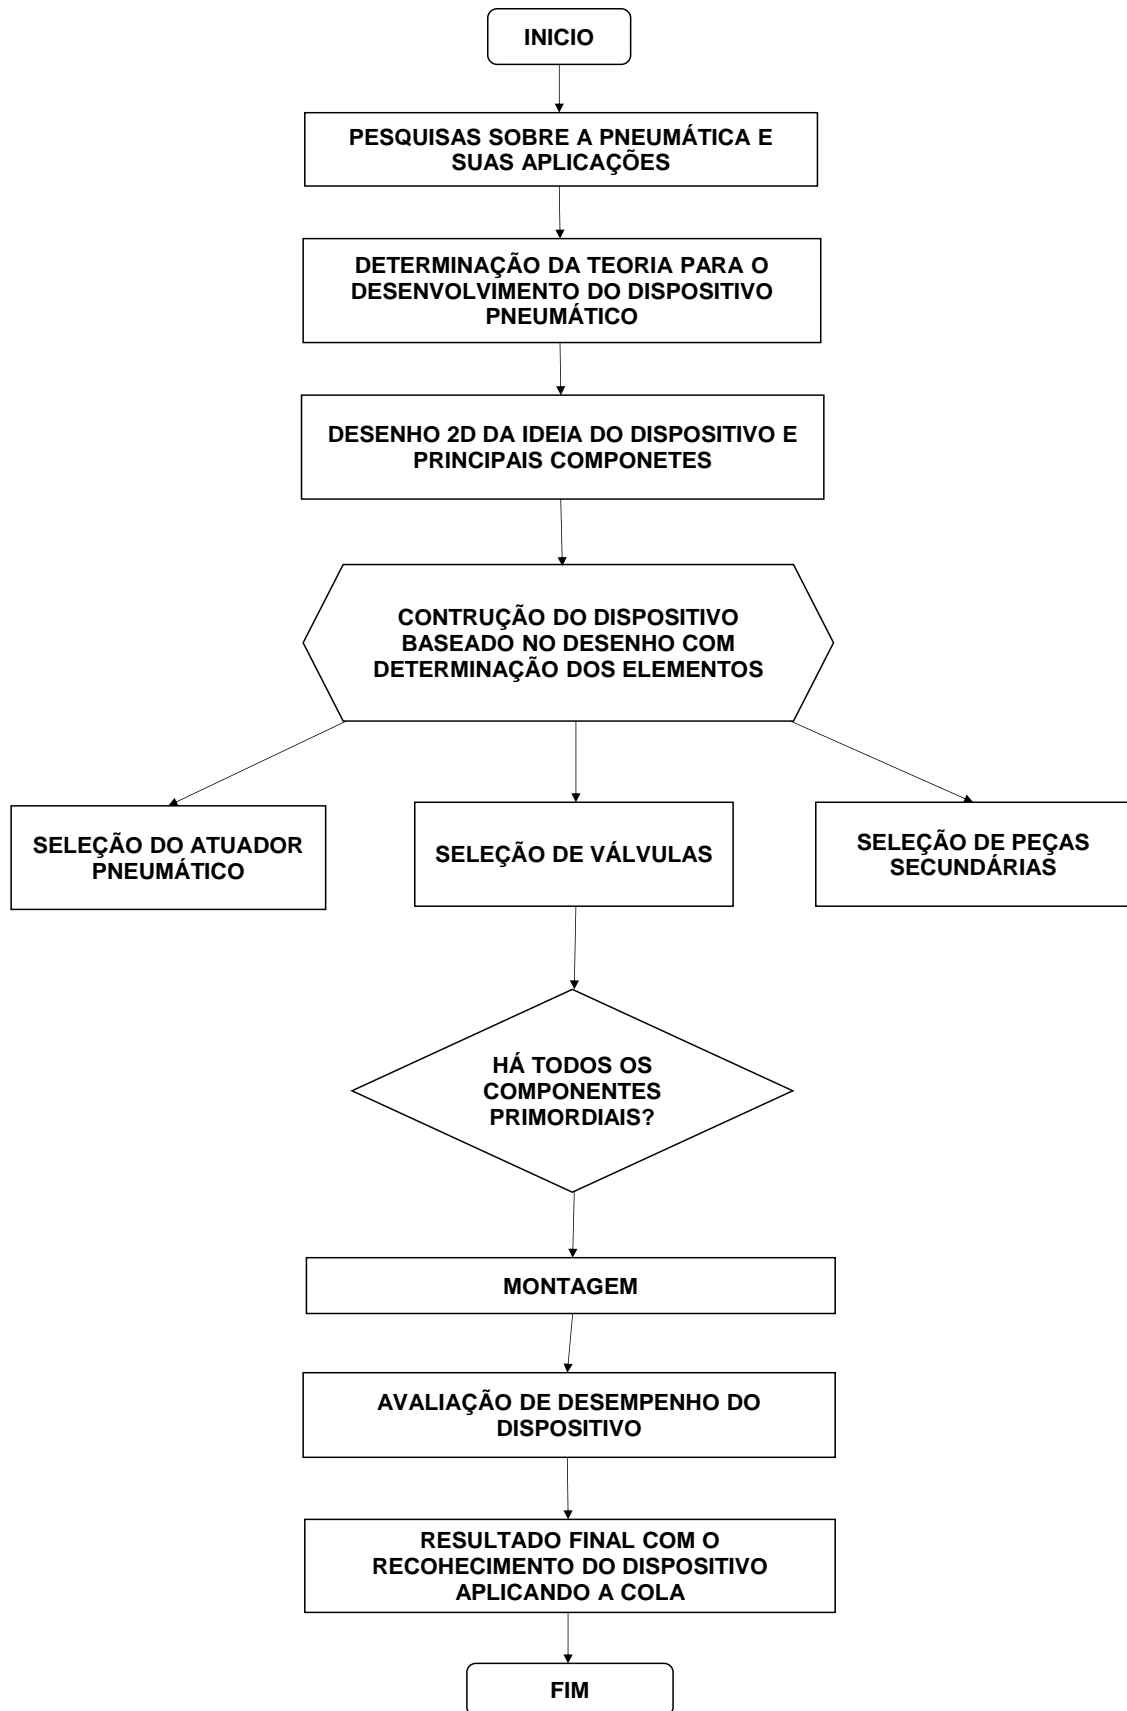 INICIO
PESQUISAS SOBRE A PNEUMÁTICA E
SUAS APLICAÇÕES
DETERMINAÇÃO DA TEORIA PARA O
DESENVOLVIMENTO DO DISPOSITIVO
PNEUMÁTICO
DESENHO 2D DA IDEIA DO DISPOSITIVO E
PRINCIPAIS COMPONETES
CONTRUÇÃO DO DISPOSITIVO
BASEADO NO DESENHO COM
DETERMINAÇÃO DOS ELEMENTOS
SELEÇÃO DO ATUADOR
PNEUMÁTICO
SELEÇÃO DE VÁLVULAS
SELEÇÃO DE PEÇAS
SECUNDÁRIAS
HÁ TODOS OS
COMPONENTES
PRIMORDIAIS?
MONTAGEM
AVALIAÇÃO DE DESEMPENHO DO
DISPOSITIVO
RESULTADO FINAL COM O
RECOHECIMENTO DO DISPOSITIVO
APLICANDO A COLA
FIM